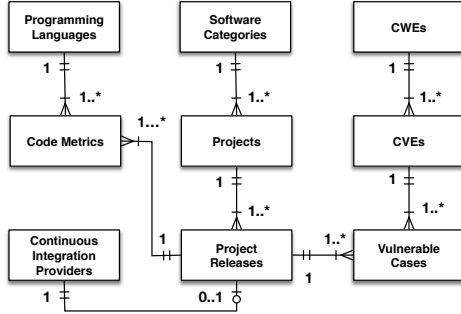 Programming
Languages
Software
Categories
CWEs
1
1
1
1..*
1..*
1..*
Code Metrics
1...*
Projects
CVEs
1
1
1..*
1..*
1
1..*
Continuous
Integration
Providers
Project
Releases
Vulnerable
Cases
1
1
0..1